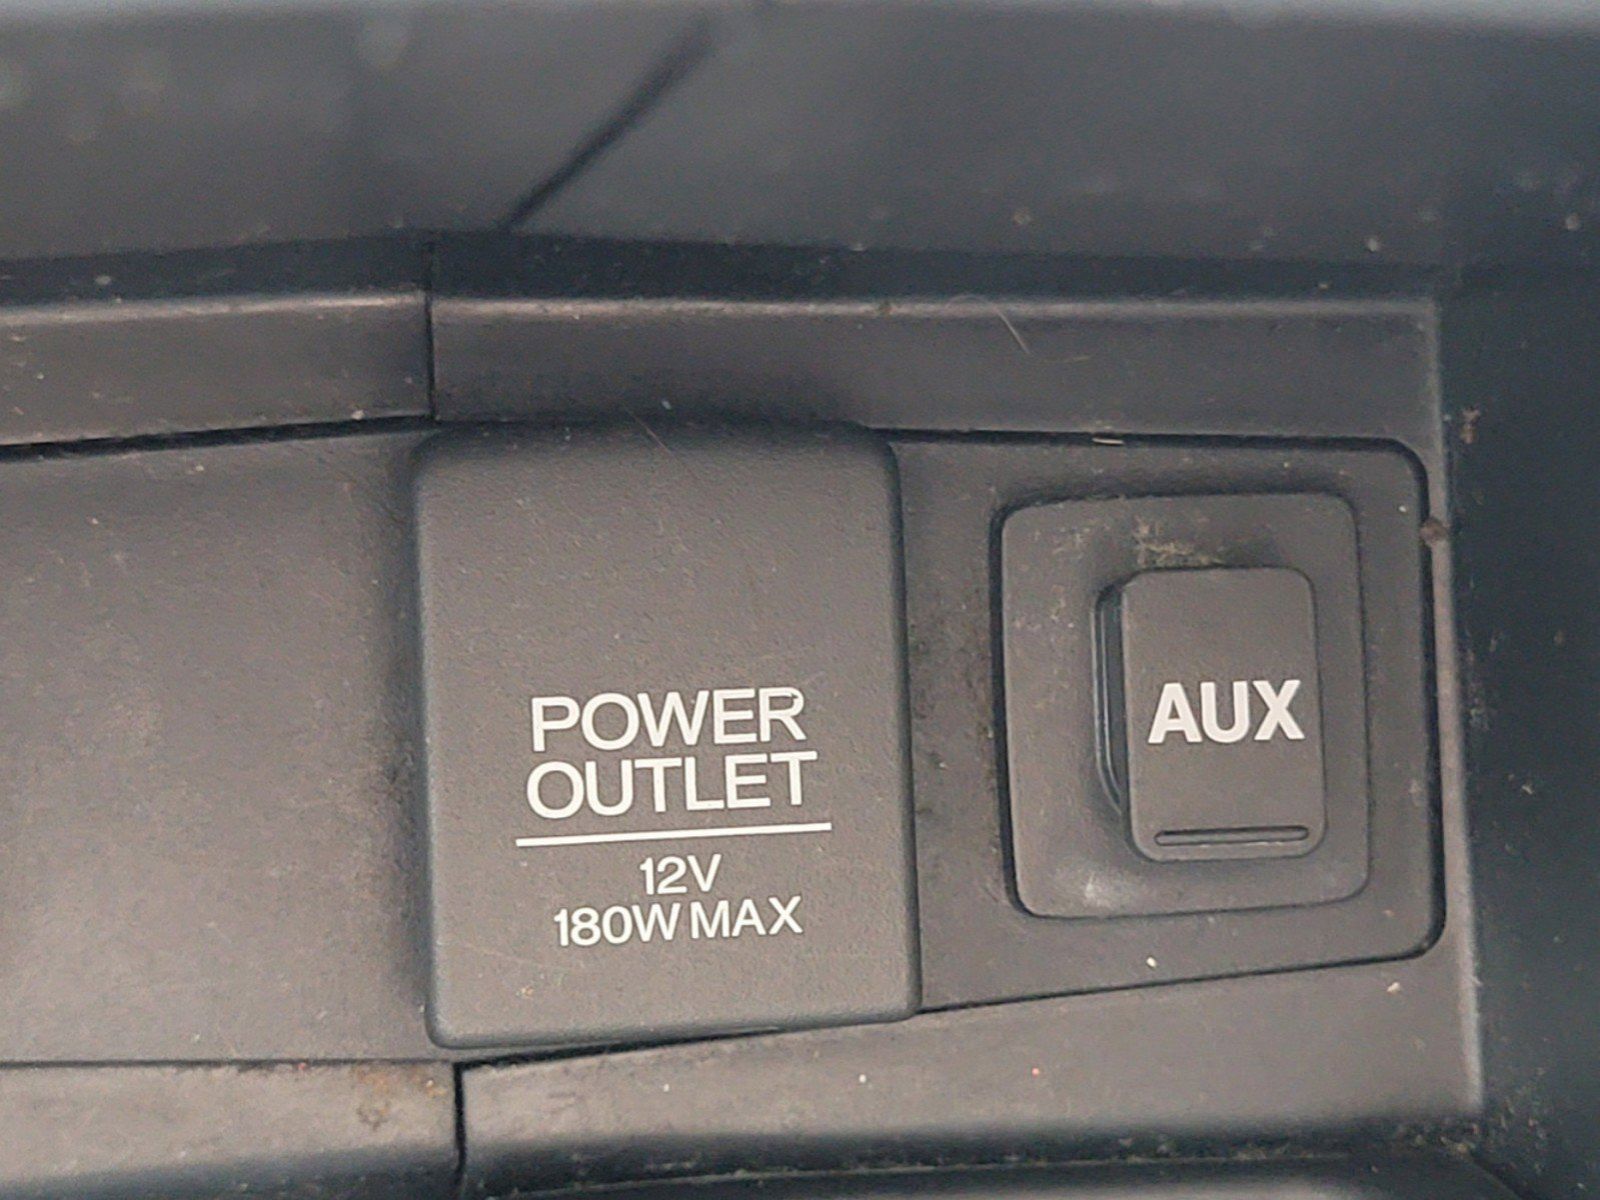 POWER
OUTLET
12V
180W MAX
AUX